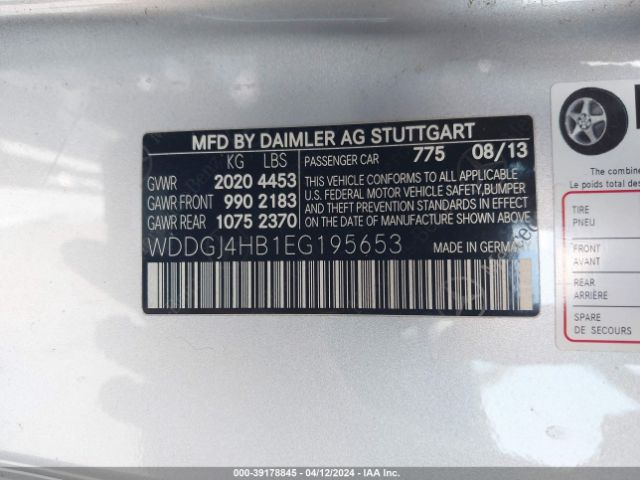 MFD BY DAIMLER AG STUTTGART
KG LBS PASSENGER CAR 775 08/13
GVWR 2020 4453
GAWR FRONT 990 2183
GAWR REAR 1075 2370
THIS VEHICLE CONFORMS TO ALL APPLICABLE
U.S. FEDERAL MOTOR VEHICLE SAFETY, BUMPER
AND THEFT PREVENTION STANDARDS IN EFFECT
ON THE DATE OF MANUFACTURE SHOWN ABOVE.
WDDGJ4HB1EG195653 MADE IN GERMANY
The combine
Le poids total des
TIRE
PNEU
FRONT
AVANT
REAR
ARRIÈRE
SPARE
DE SECOURS
000-39178845 - 04/12/2024 - IAA Inc.